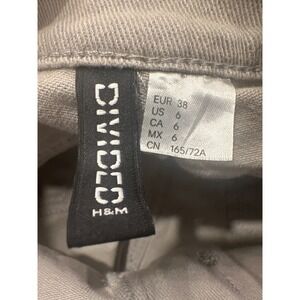 DIVIDED
H&M
EUR 38
US 6
CA 6
MX 6
CN 165/72A